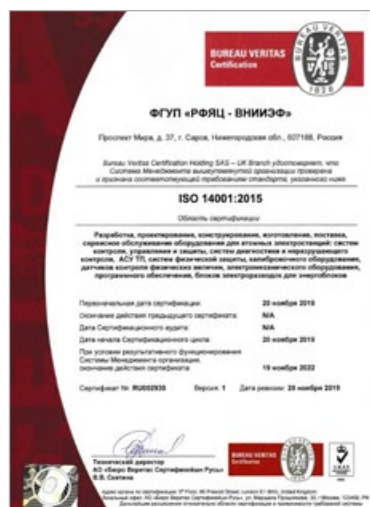 BUREAU VERITAS
Certification
BUREAU VERITAS
1828
ФГУП «РФЯЦ - ВНИИЭФ»
Проспект Мира, д. 37, г. Саров, Нижегородская обл., 607188, Россия
Bureau Veritas Certification Holding SAS – UK Branch удостоверяет, что
Система Менеджмента вышеупомянутой организации проверена
и признана соответствующей требованиям стандарта, указанного ниже
ISO 14001:2015
Область сертификации
Разработка, проектирование, конструирование, изготовление, поставка,
сервисное обслуживание оборудования для атомных электростанций: систем
контроля, управления и защиты, систем диагностики и неразрушающего
контроля, АСУ ТП, систем физической защиты, калибровочного оборудования,
датчиков контроля физических величин, электромеханического оборудования,
программного обеспечения, блоков электроразводок для энергоблоков
Первоначальная дата сертификации: 20 ноября 2019
Окончание действия предыдущего сертификата: N/A
Дата Сертификационного аудита: N/A
Дата начала Сертификационного цикла: 20 ноября 2019
При условии результативного функционирования
Системы Менеджмента организации,
окончание действия сертификата: 19 ноября 2022
Сертификат № RU002930 Версия: 1 Дата ревизии: 20 ноября 2019
Технический директор
АО «Бюро Веритас Сертификейшн Русь»
В.В. Скатина
BUREAU VERITAS
Certification
UKAS